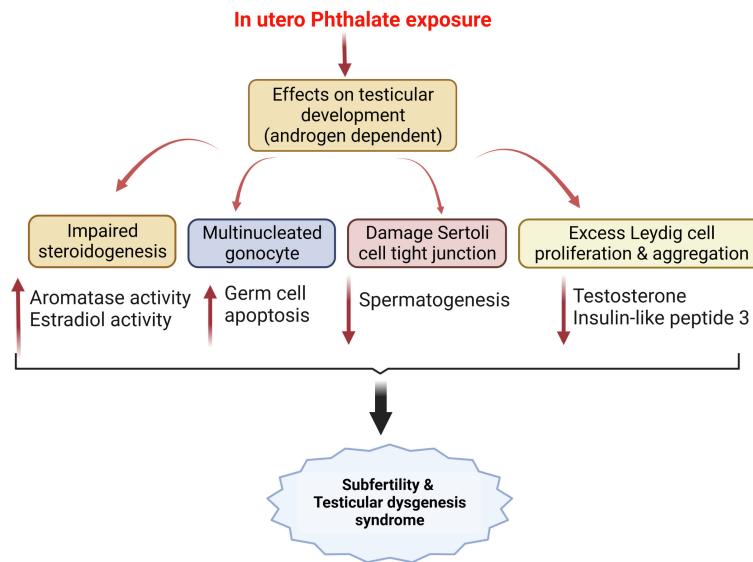 In utero Phthalate exposure
Effects on testicular
development
(androgen dependent)
Impaired
steroidogenesis
Multinucleated
gonocyte
Damage Sertoli
cell tight junction
Excess Leydig cell
proliferation & aggregation
Aromatase activity
Estradiol activity
Germ cell
apoptosis
Spermatogenesis
Testosterone
Insulin-like peptide 3
Subfertility &
Testicular dysgenesis
syndrome